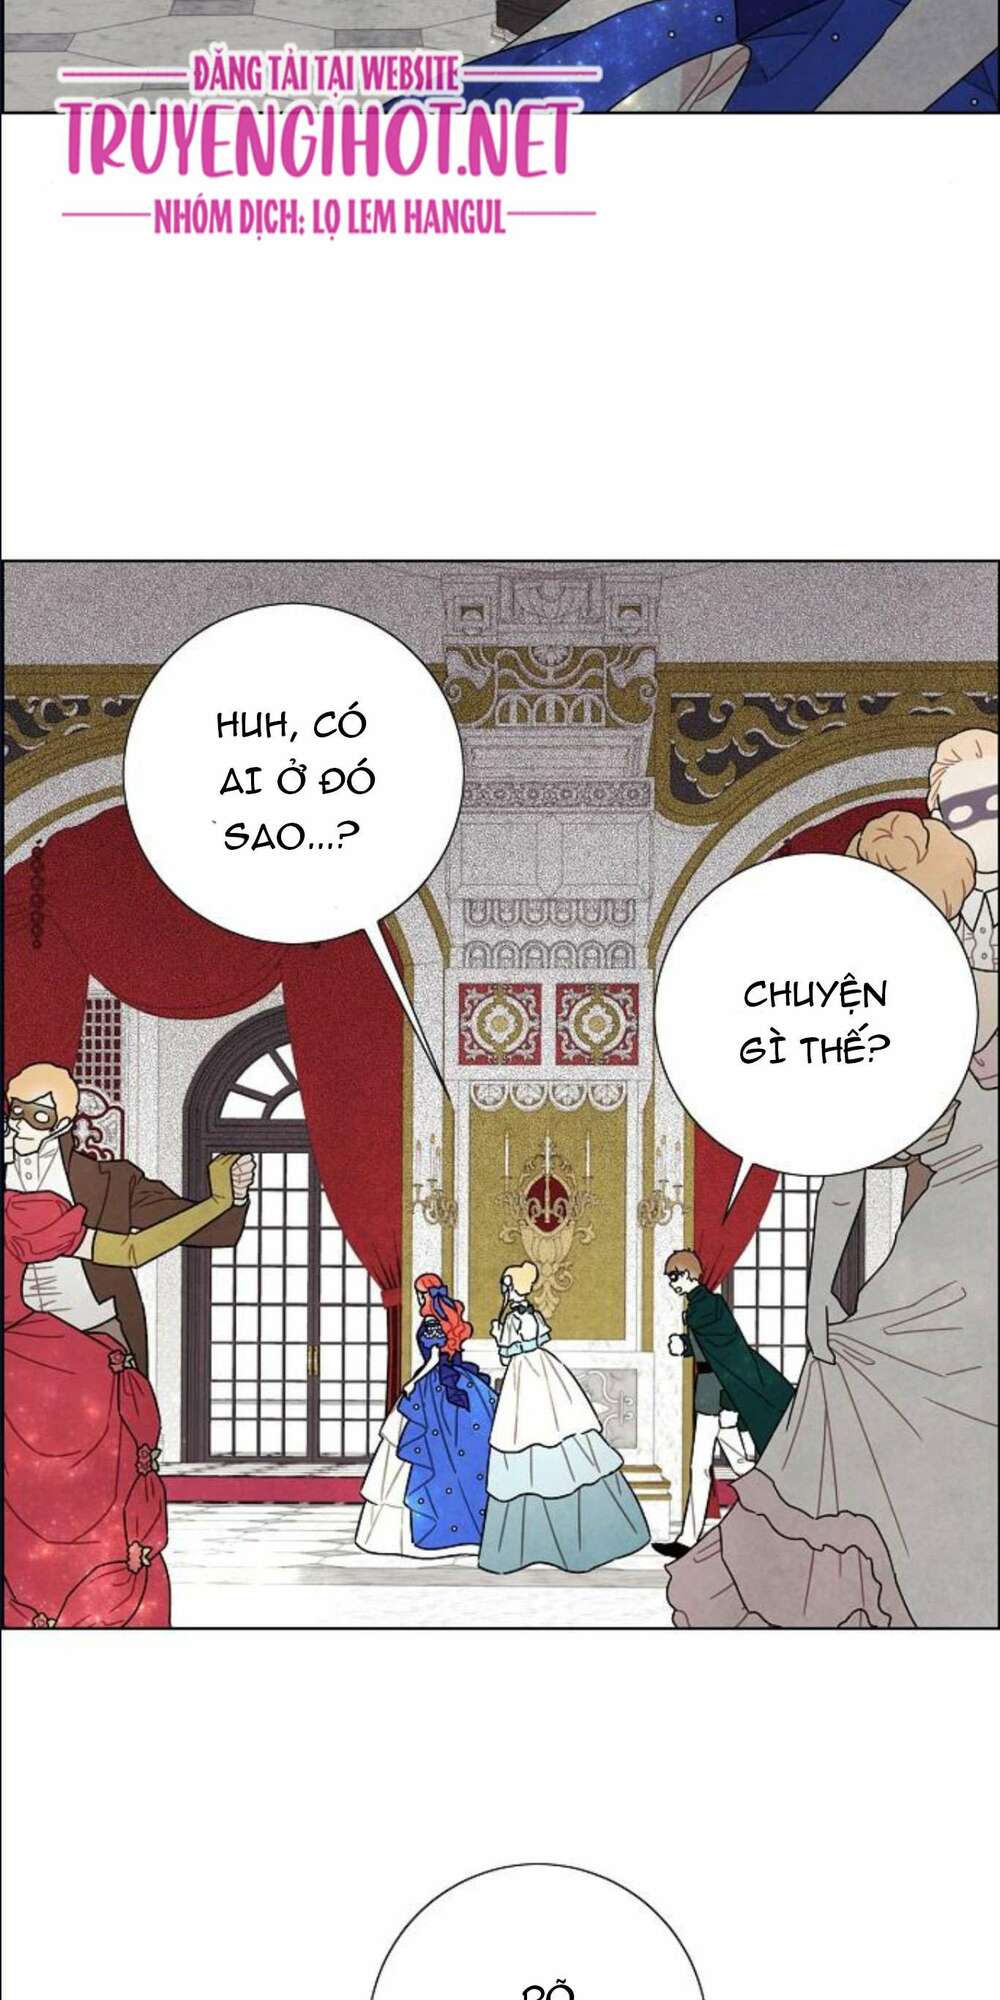 ĐĂNG TẢI TẠI WEBSITE
TRUYENGIHOT.NET
NHÓM DỊCH: LỌ LEM HANGUL
HUH, CÓ
AI Ở ĐÓ
SAO...?
CHUYỆN
GÌ THẾ?